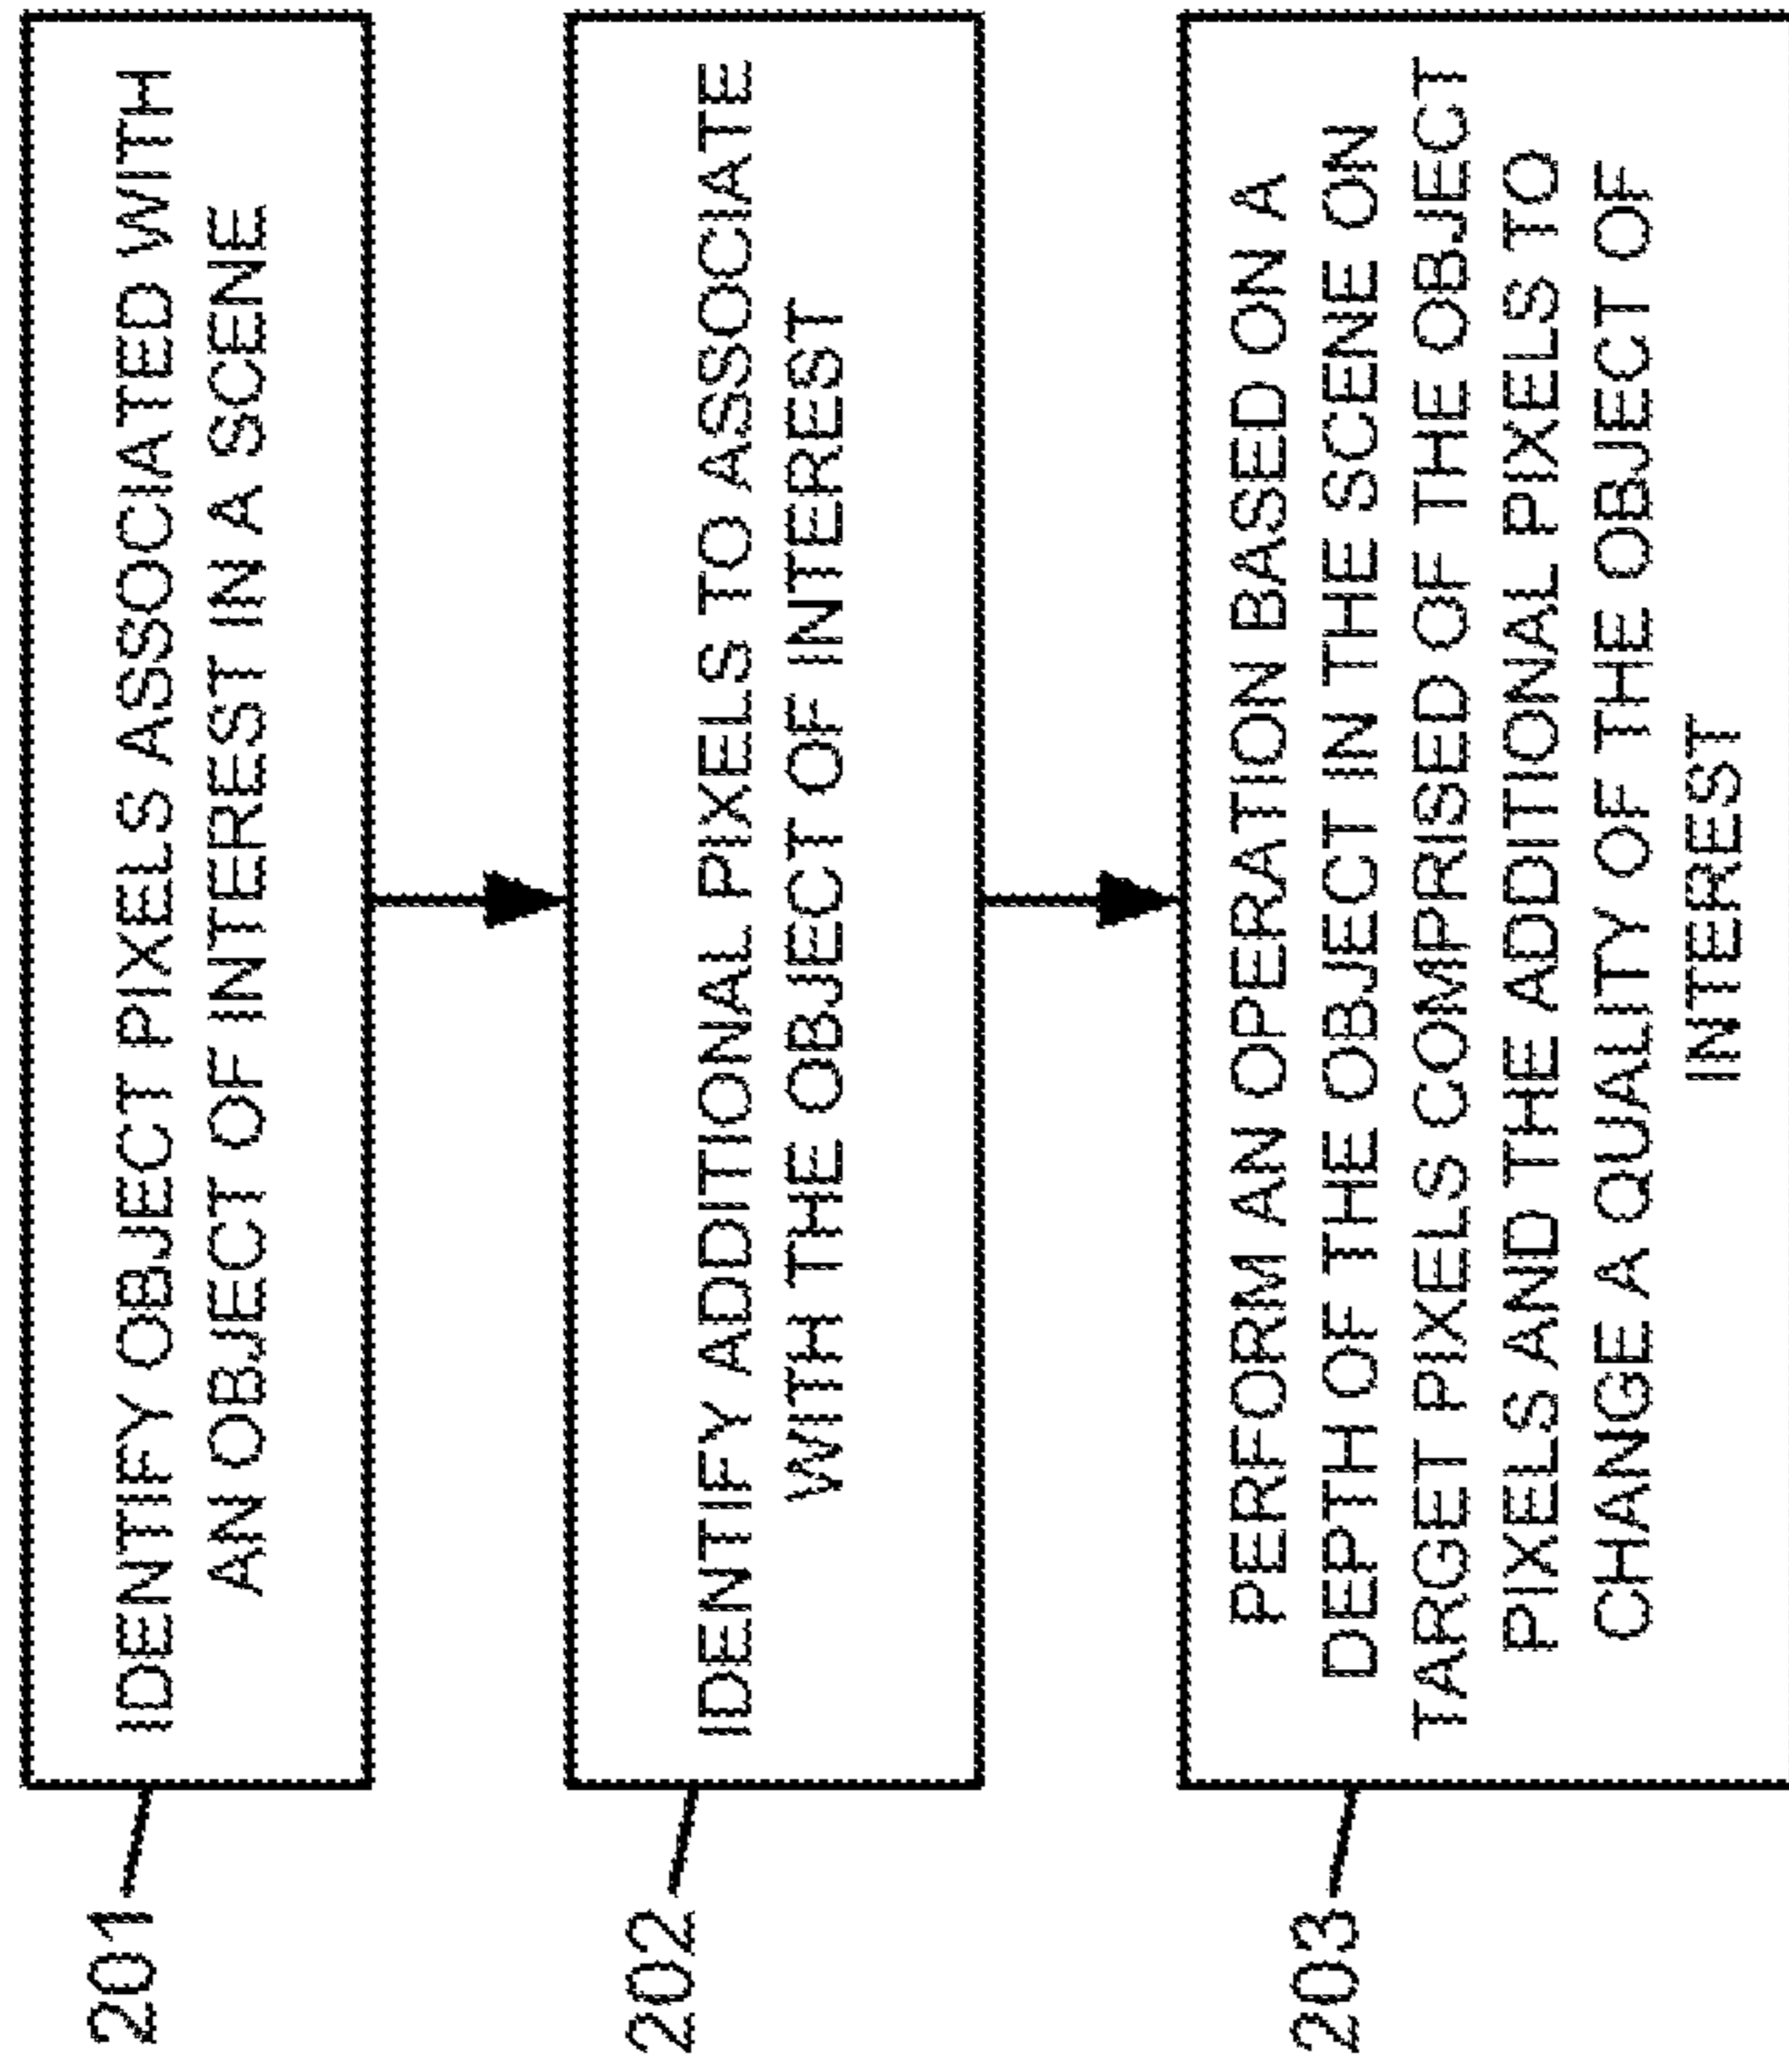 201
IDENTIFY OBJECT PIXELS ASSOCIATED WITH
AN OBJECT OF INTEREST IN A SCENE
202
IDENTIFY ADDITIONAL PIXELS TO ASSOCIATE
WITH THE OBJECT OF INTEREST
203
PERFORM AN OPERATION BASED ON A
DEPTH OF THE OBJECT IN THE SCENE ON
TARGET PIXELS COMPRISED OF THE OBJECT
PIXELS AND THE ADDITIONAL PIXELS TO
CHANGE A QUALITY OF THE OBJECT OF
INTEREST